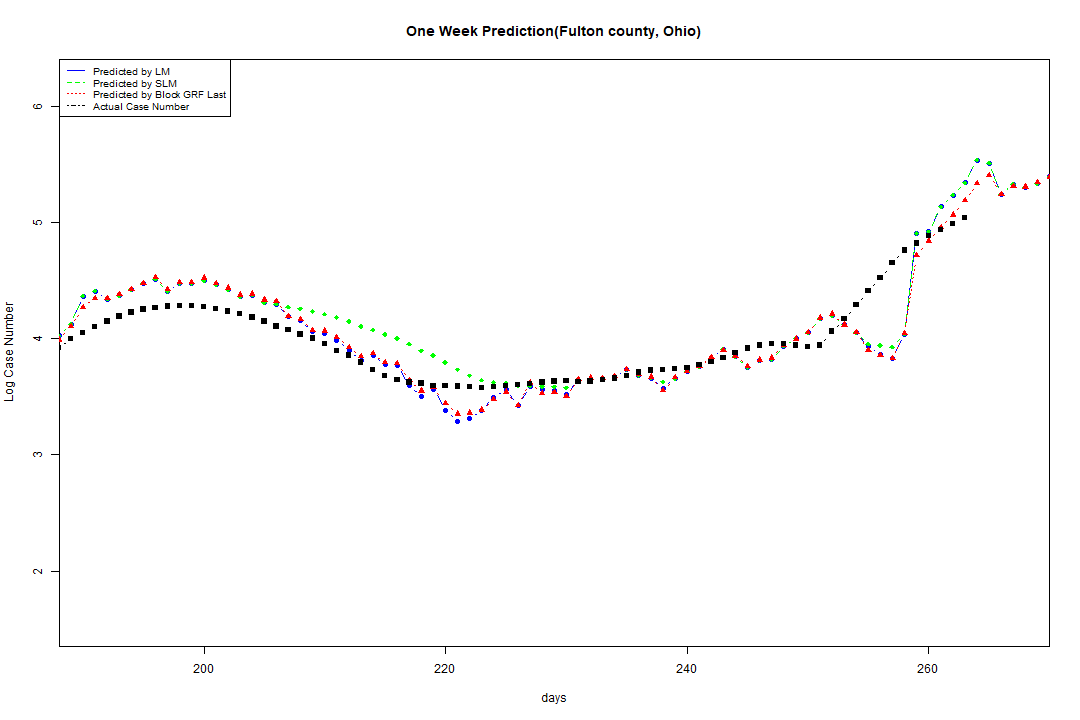 One Week Prediction(Fulton county, Ohio)
Predicted by LM
Predicted by SLM
Predicted by Block GRF Last
Actual Case Number
6
5
4
3
2
Log Case Number
200
220
240
260
days